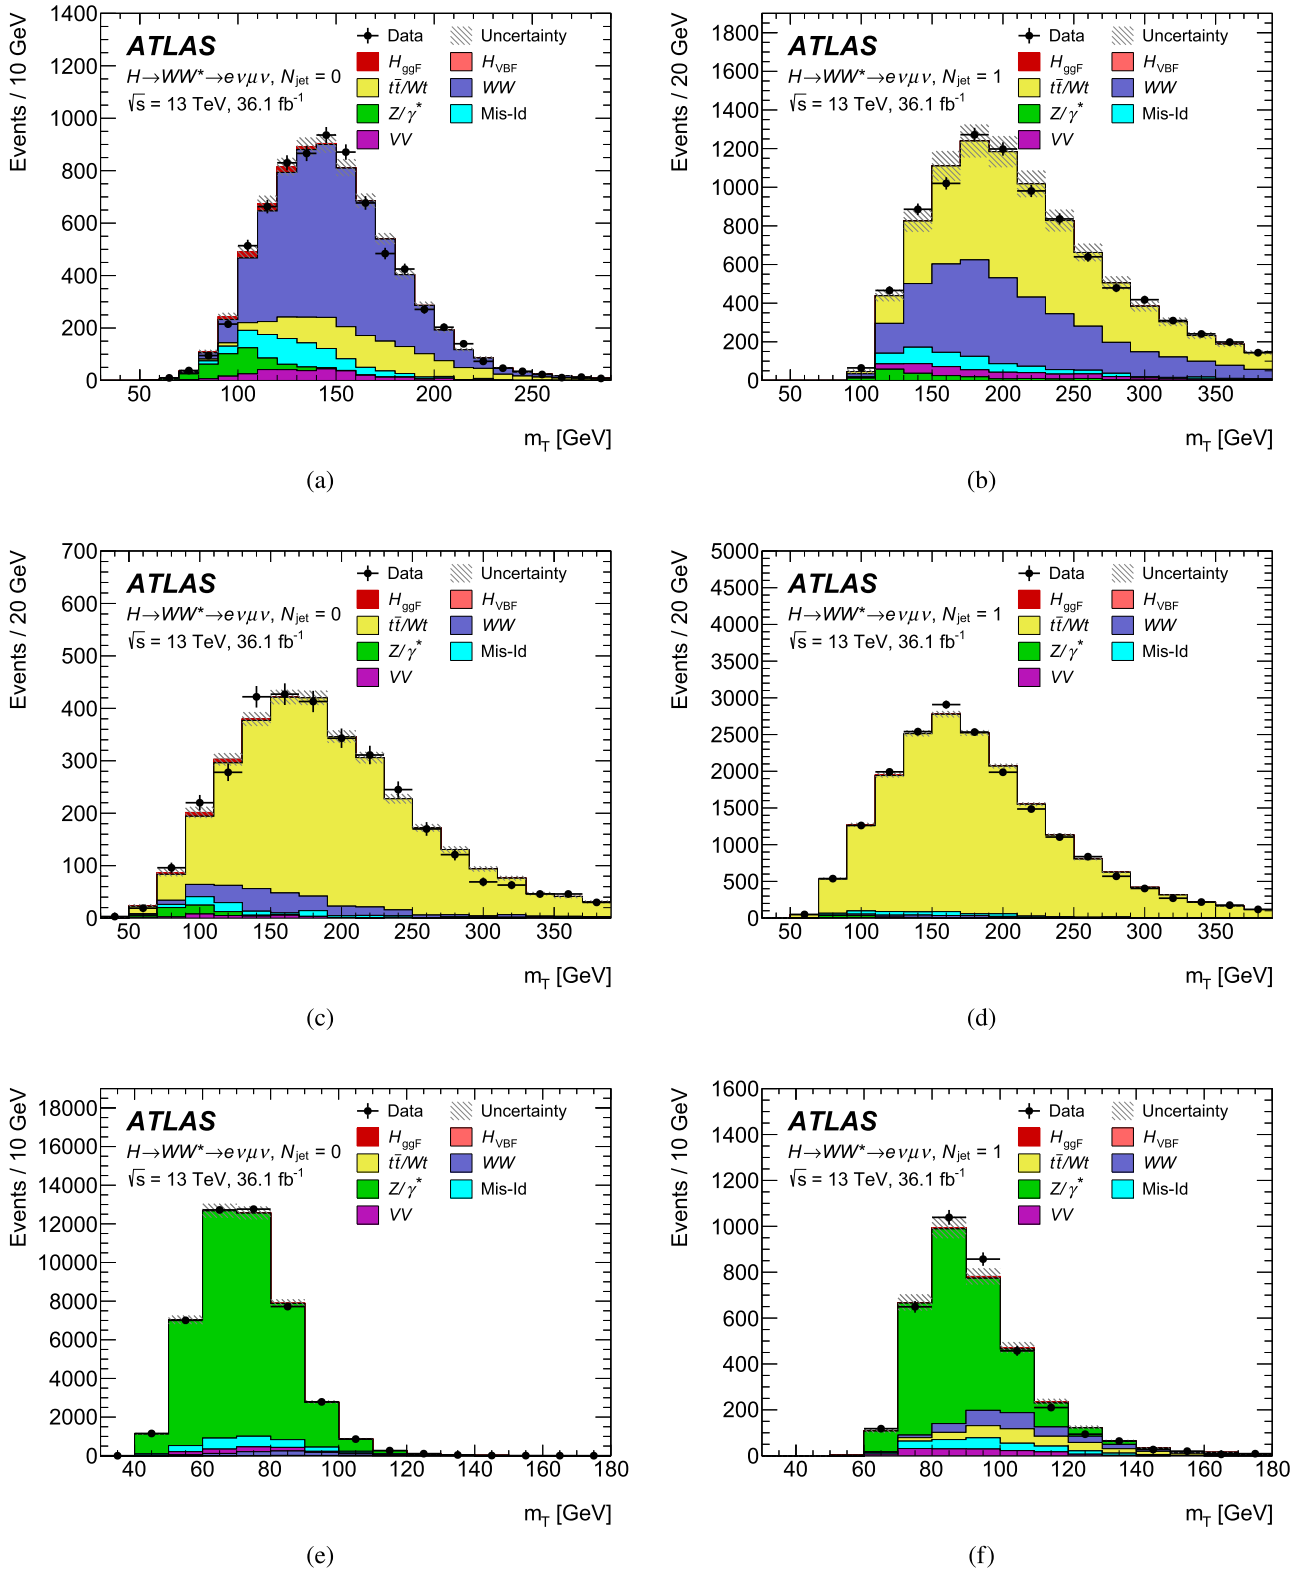 Events / 10 GeV
1400
1200
1000
800
600
400
200
0
ATLAS
H→WW*→eνμν, N_jet = 0
√s = 13 TeV, 36.1 fb⁻¹
Data
Uncertainty
H_ggF
H_VBF
tt̄/Wt
WW
Z/γ*
Mis-Id
VV
50 100 150 200 250
m_T [GeV]
(a)
Events / 20 GeV
1800
1600
1400
1200
1000
800
600
400
200
0
ATLAS
H→WW*→eνμν, N_jet = 1
√s = 13 TeV, 36.1 fb⁻¹
Data
Uncertainty
H_ggF
H_VBF
tt̄/Wt
WW
Z/γ*
Mis-Id
VV
50 100 150 200 250 300 350
m_T [GeV]
(b)
Events / 20 GeV
700
600
500
400
300
200
100
0
ATLAS
H→WW*→eνμν, N_jet = 0
√s = 13 TeV, 36.1 fb⁻¹
Data
Uncertainty
H_ggF
H_VBF
tt̄/Wt
WW
Z/γ*
Mis-Id
VV
50 100 150 200 250 300 350
m_T [GeV]
(c)
Events / 20 GeV
5000
4500
4000
3500
3000
2500
2000
1500
1000
500
0
ATLAS
H→WW*→eνμν, N_jet = 1
√s = 13 TeV, 36.1 fb⁻¹
Data
Uncertainty
H_ggF
H_VBF
tt̄/Wt
WW
Z/γ*
Mis-Id
VV
50 100 150 200 250 300 350
m_T [GeV]
(d)
Events / 10 GeV
18000
16000
14000
12000
10000
8000
6000
4000
2000
0
ATLAS
H→WW*→eνμν, N_jet = 0
√s = 13 TeV, 36.1 fb⁻¹
Data
Uncertainty
H_ggF
H_VBF
tt̄/Wt
WW
Z/γ*
Mis-Id
VV
40 60 80 100 120 140 160 180
m_T [GeV]
(e)
Events / 10 GeV
1600
1400
1200
1000
800
600
400
200
0
ATLAS
H→WW*→eνμν, N_jet = 1
√s = 13 TeV, 36.1 fb⁻¹
Data
Uncertainty
H_ggF
H_VBF
tt̄/Wt
WW
Z/γ*
Mis-Id
VV
40 60 80 100 120 140 160 180
m_T [GeV]
(f)